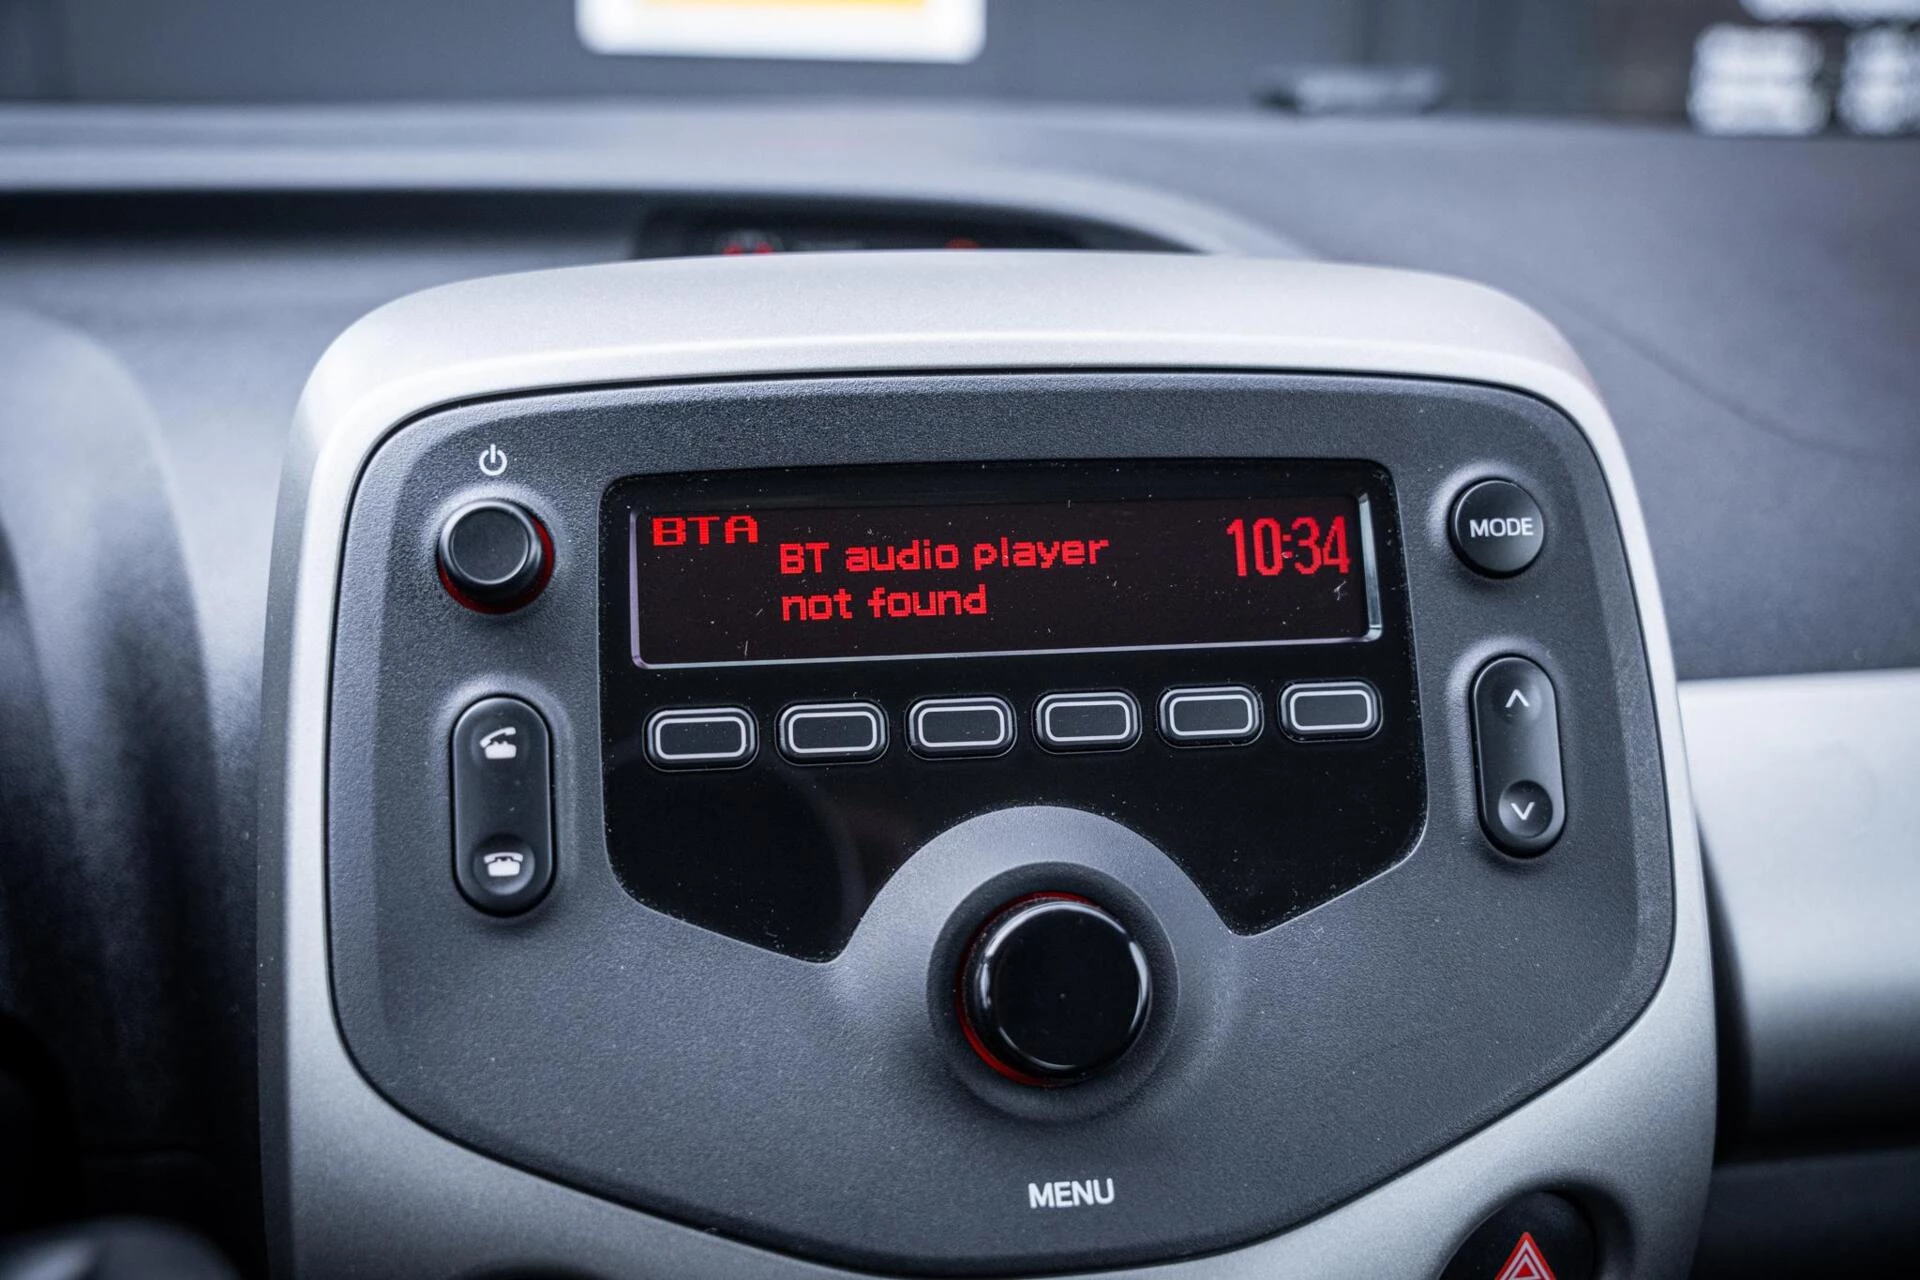 BTA
BT audio player
not found
10:34
MODE
MENU